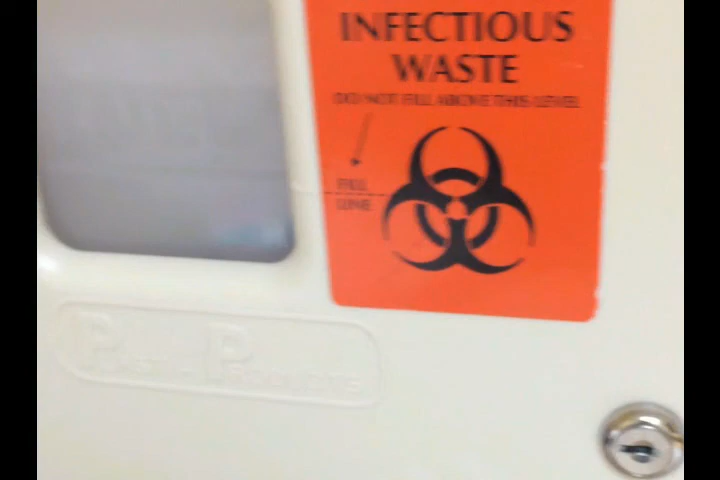 INFECTIOUS
WASTE
DO NOT FILL ABOVE THIS LEVEL
FILL
LINE